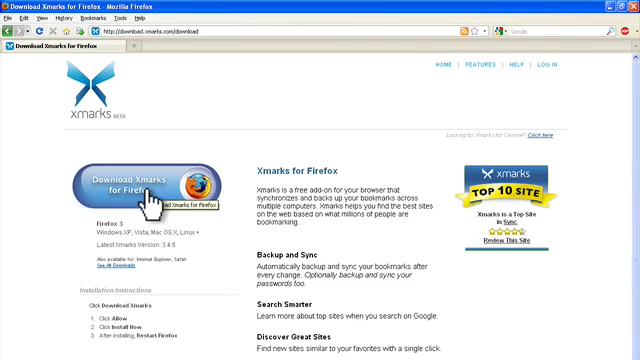 Download Xmarks for Firefox - Mozilla Firefox
File Edit View History Bookmarks Tools Help
http://download.xmarks.com/download
Google
Download Xmarks for Firefox
HOME | FEATURES | HELP | LOG IN
xmarks BETA
Looking for Xmarks for Chrome? Click here
Download Xmarks
for Firefox
Download Xmarks for Firefox
Firefox 3
Windows XP, Vista; Mac OS X, Linux
Latest Xmarks Version: 3.4.5
Also available for: Internet Explorer, Safari
See All Downloads
Installation Instructions
Click Download Xmarks
1. Click Allow
2. Click Install Now
3. After installing, Restart Firefox
Xmarks for Firefox
Xmarks is a free add-on for your browser that
synchronizes and backs up your bookmarks across
multiple computers. Xmarks helps you find the best sites
on the web based on what millions of people are
bookmarking.
Backup and Sync
Automatically backup and sync your bookmarks after
every change. Optionally backup and sync your
passwords too.
Search Smarter
Learn more about top sites when you search on Google.
Discover Great Sites
Find new sites similar to your favorites with a single click.
xmarks
TOP 10 SITE
Xmarks is a Top Site
in Sync
Review This Site